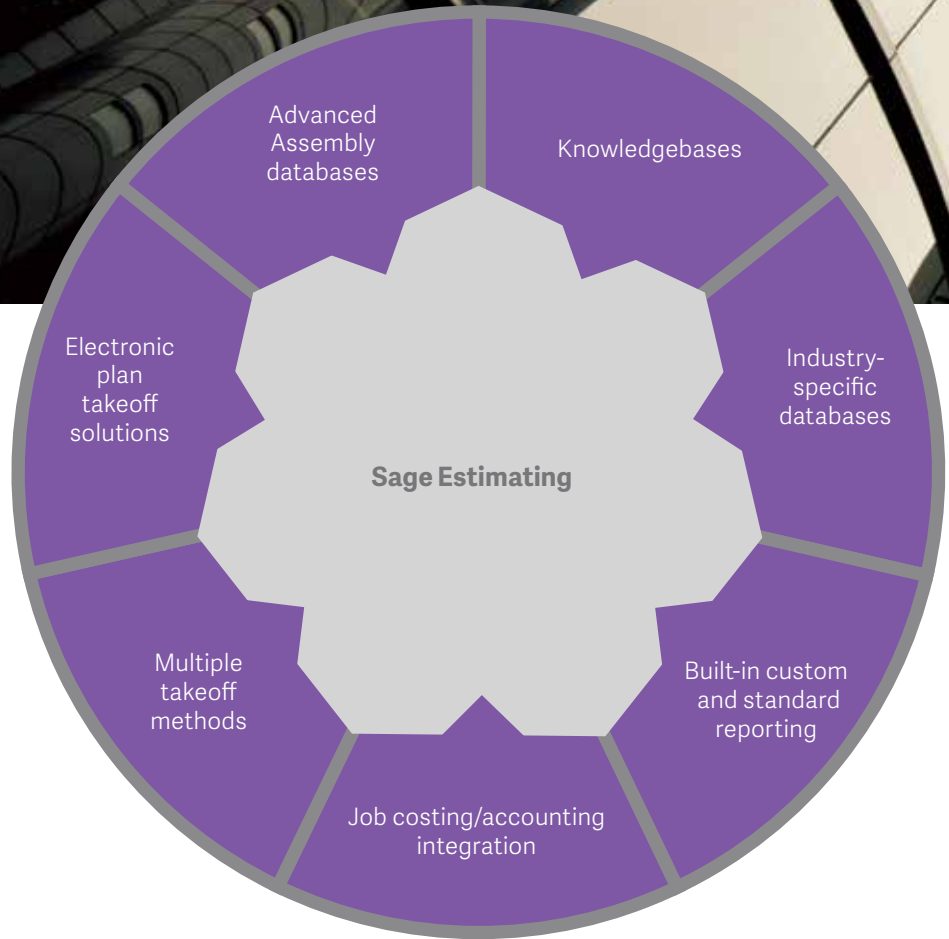 Advanced
Assembly
databases
Knowledgebases
Electronic
plan
takeoff
solutions
Industry-
specific
databases
Sage Estimating
Multiple
takeoff
methods
Built-in custom
and standard
reporting
Job costing/accounting
integration